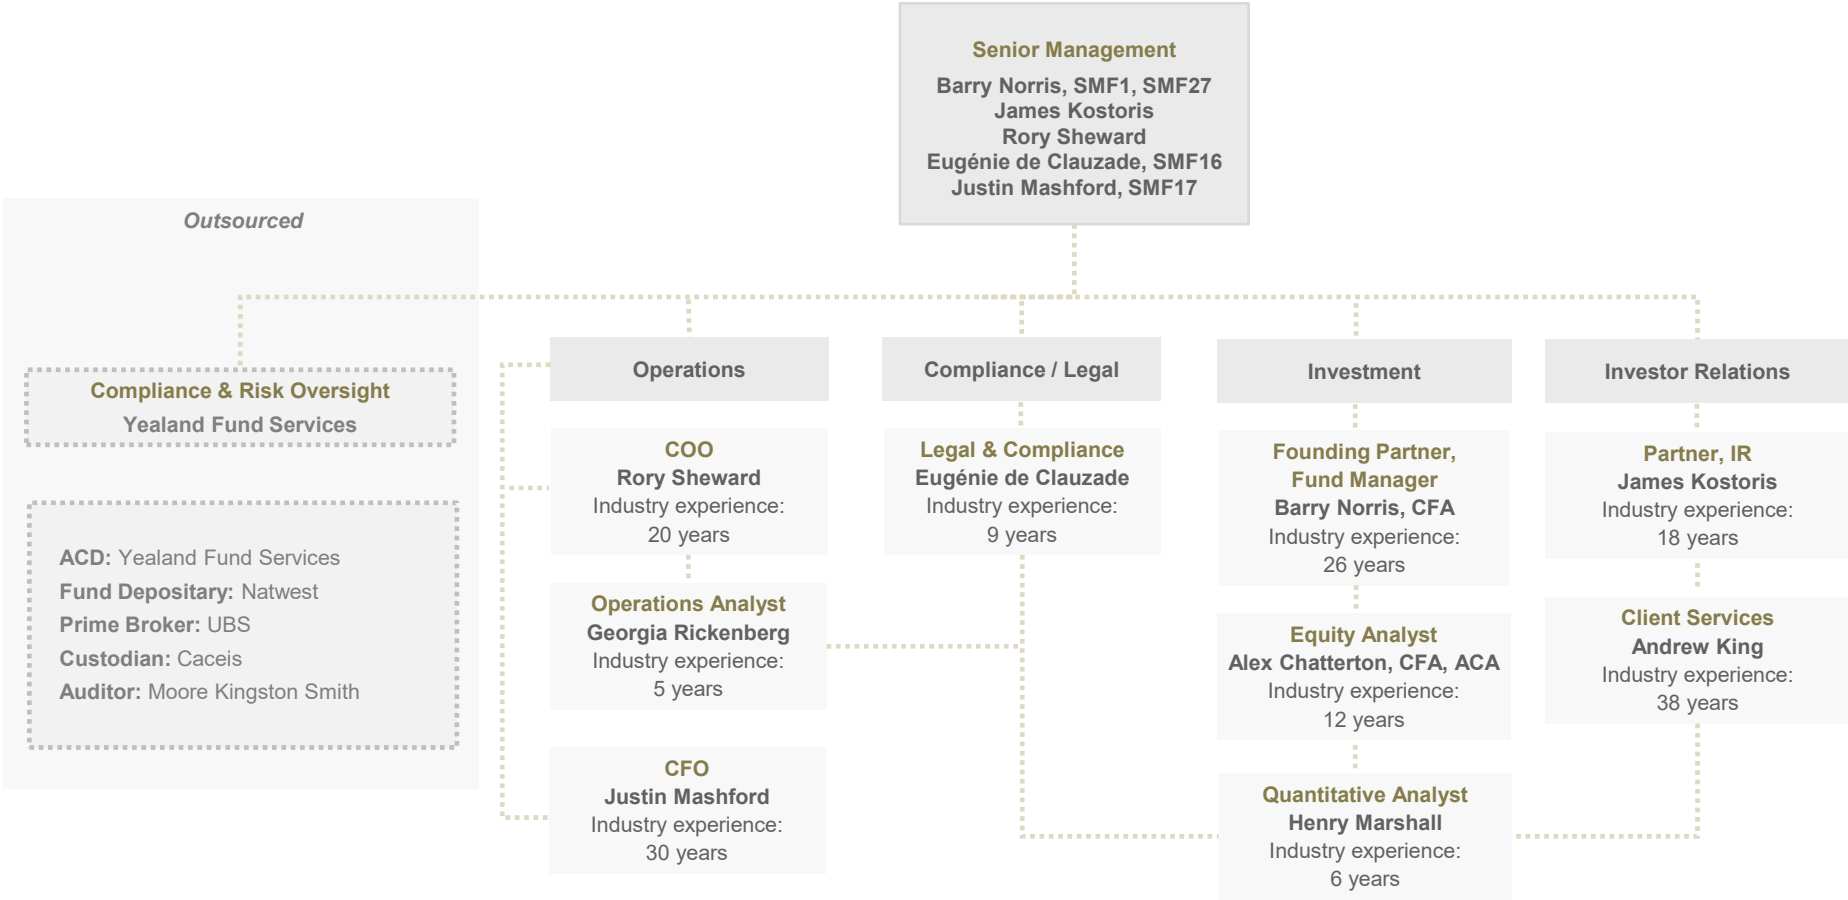 Senior Management
Barry Norris, SMF1, SMF27
James Kostoris
Rory Sheward
Eugénie de Clauzade, SMF16
Justin Mashford, SMF17
Outsourced
Compliance & Risk Oversight
Yealand Fund Services
ACD: Yealand Fund Services
Fund Depositary: Natwest
Prime Broker: UBS
Custodian: Caceis
Auditor: Moore Kingston Smith
Operations
COO
Rory Sheward
Industry experience:
20 years
Operations Analyst
Georgia Rickenberg
Industry experience:
5 years
CFO
Justin Mashford
Industry experience:
30 years
Compliance / Legal
Legal & Compliance
Eugénie de Clauzade
Industry experience:
9 years
Investment
Founding Partner,
Fund Manager
Barry Norris, CFA
Industry experience:
26 years
Equity Analyst
Alex Chatterton, CFA, ACA
Industry experience:
12 years
Quantitative Analyst
Henry Marshall
Industry experience:
6 years
Investor Relations
Partner, IR
James Kostoris
Industry experience:
18 years
Client Services
Andrew King
Industry experience:
38 years